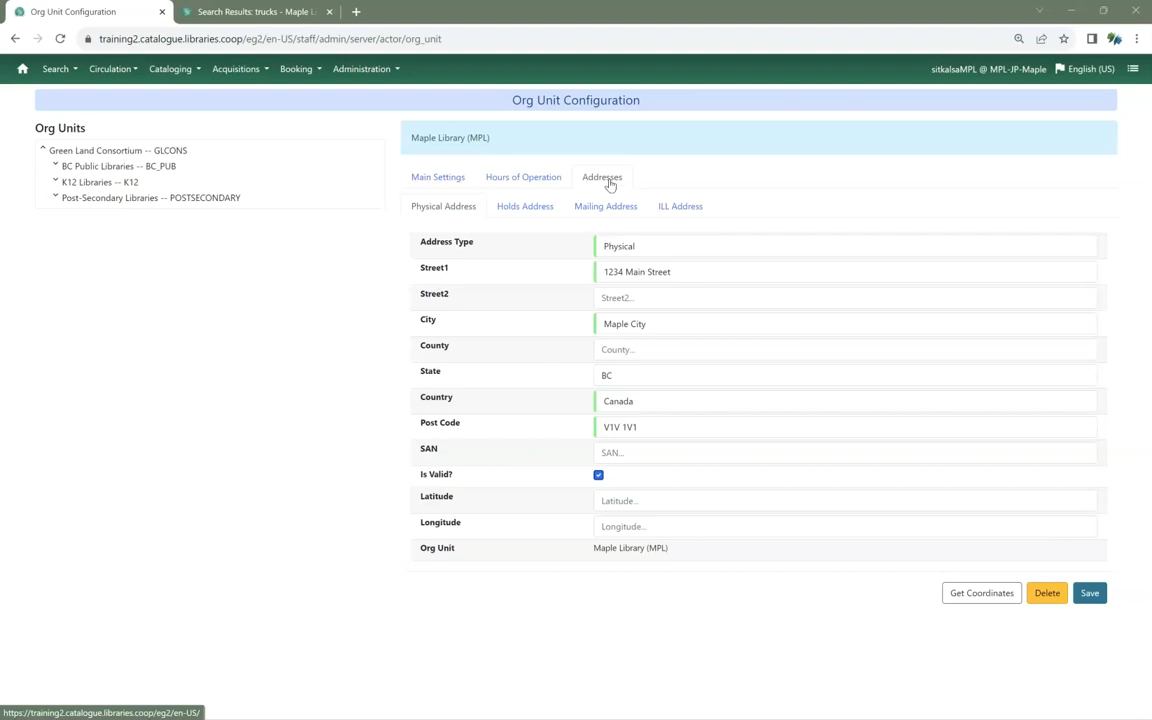 Org Unit Configuration
Search Results: trucks - Maple L
training2.catalogue.libraries.coop/eg2/en-US/staff/admin/server/actor/org_unit
Search Circulation Cataloging Acquisitions Booking Administration sitkalsaMPL @ MPL-JP-Maple English (US)
Org Unit Configuration
Org Units
Green Land Consortium -- GLCONS
BC Public Libraries -- BC_PUB
K12 Libraries -- K12
Post-Secondary Libraries -- POSTSECONDARY
Maple Library (MPL)
Main Settings Hours of Operation Addresses
Physical Address Holds Address Mailing Address ILL Address
Address Type Physical
Street1 1234 Main Street
Street2 Street2...
City Maple City
County County...
State BC
Country Canada
Post Code V1V 1V1
SAN SAN...
Is Valid?
Latitude Latitude...
Longitude Longitude...
Org Unit Maple Library (MPL)
Get Coordinates Delete Save
https://training2.catalogue.libraries.coop/eg2/en-US/